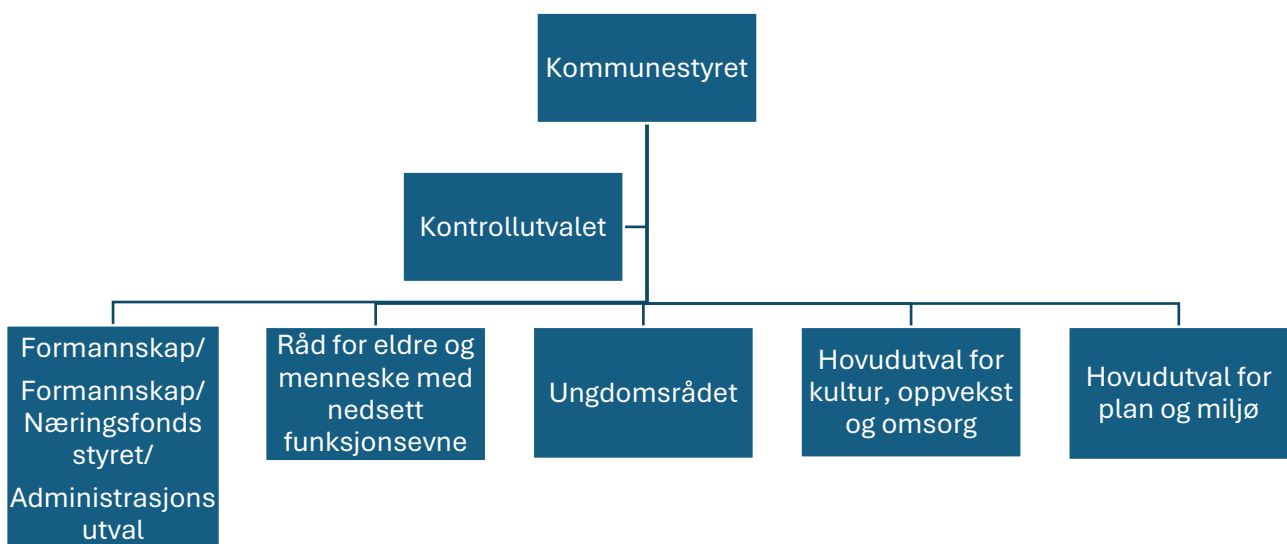 Kommunestyret
Kontrollutvalet
Formannskap/
Formannskap/
Næringsfonds
styret/
Administrasjons
utval
Råd for eldre og
menneske med
nedsett
funksjonsevne
Ungdomsrådet
Hovudutval for
kultur, oppvekst
og omsorg
Hovudutval for
plan og miljø